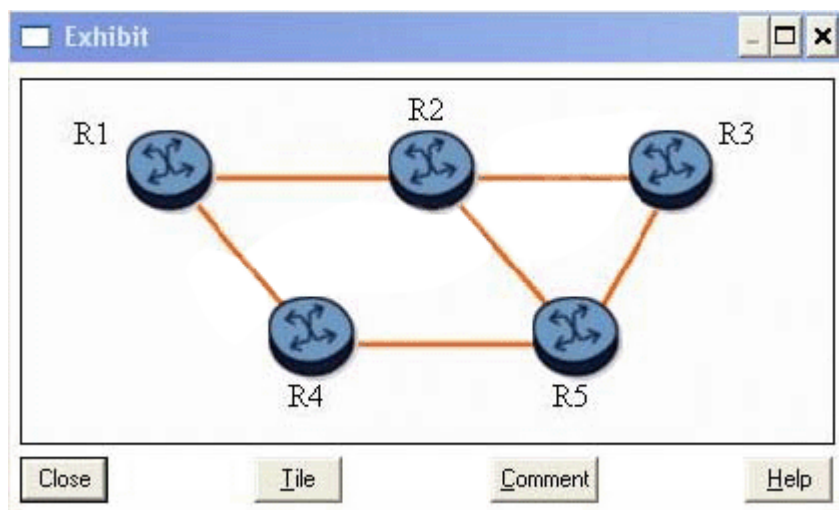 Exhibit
R1
R2
R3
R4
R5
Close
Tile
Comment
Help